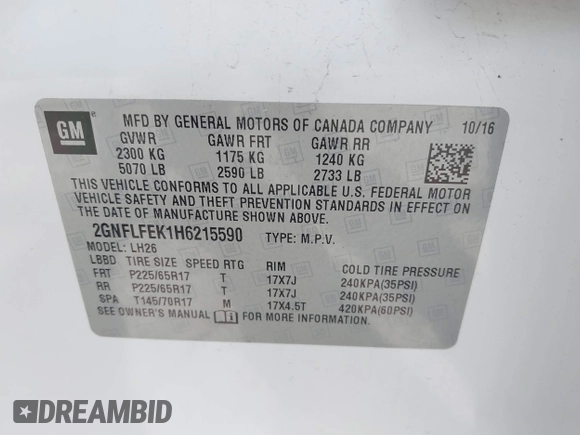 GM
MFD BY GENERAL MOTORS OF CANADA COMPANY 10/16
GVWR GAWR FRT GAWR RR
2300 KG 1175 KG 1240 KG
5070 LB 2590 LB 2733 LB
THIS VEHICLE CONFORMS TO ALL APPLICABLE U.S. FEDERAL MOTOR
VEHICLE SAFETY AND THEFT PREVENTION STANDARDS IN EFFECT
ON THE DATE OF MANUFACTURE SHOWN ABOVE.
2GNFLFEK1H6215590 TYPE: M.P.V.
MODEL: LH26
LBBD TIRE SIZE SPEED RTG RIM COLD TIRE PRESSURE
FRT P225/65R17 T 17X7J 240KPA(35PSI)
RR P225/65R17 T 17X7J 240KPA(35PSI)
SPA T145/70R17 M 17X4.5T 420KPA(60PSI)
SEE OWNER'S MANUAL FOR MORE INFORMATION.
DREAMBID